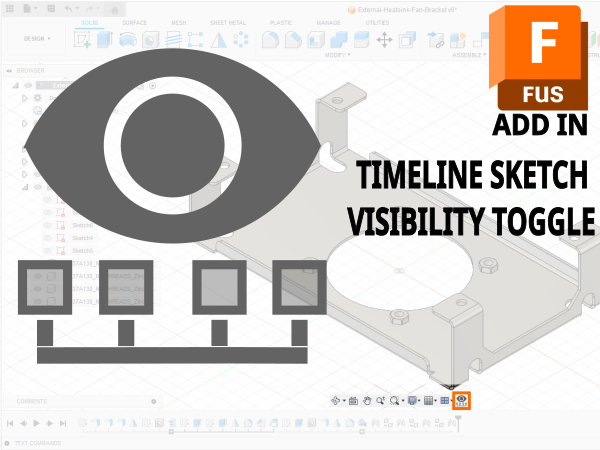 External-Heatsink-Fan-Bracket v6*
SOLID SURFACE MESH SHEET METAL PLASTIC MANAGE UTILITIES
DESIGN
MODIFY ASSEMBLE
BROWSER
F
FUS
ADD IN
TIMELINE SKETCH
VISIBILITY TOGGLE
Sketch4
COMMENTS
TEXT COMMANDS